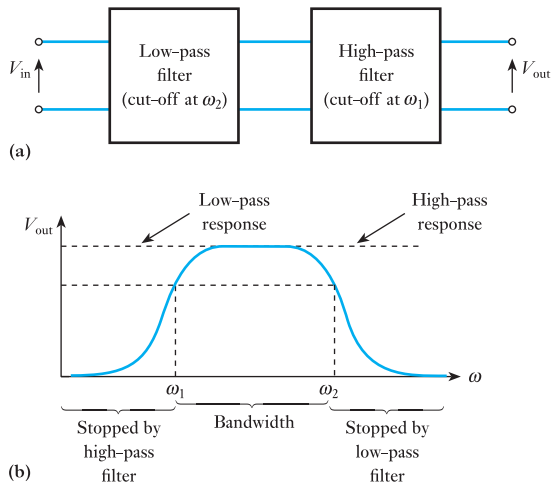 Low–pass
filter
(cut–off at ω2)
High–pass
filter
(cut–off at ω1)
Vin
Vout
(a)
Low–pass
response
High–pass
response
Vout
ω1
ω2
ω
Stopped by
high–pass
filter
Bandwidth
Stopped by
low–pass
filter
(b)